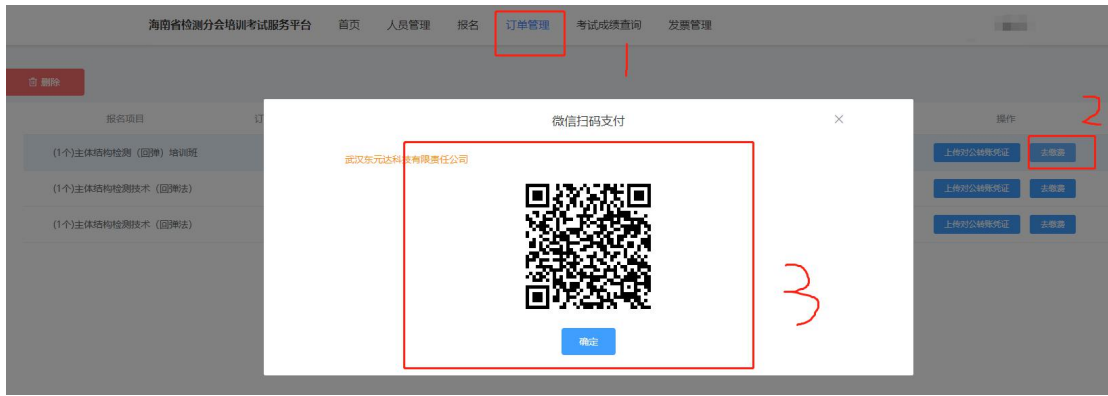 海南省检测分会培训考试服务平台 首页 人员管理 报名 订单管理 考试成绩查询 发票管理
1
删除
报名项目 订 微信扫码支付 × 操作 2
(1个)主体结构检测（回弹）培训班 武汉东元达科技有限责任公司 上传对公转账凭证 去缴费
(1个)主体结构检测技术（回弹法） 上传对公转账凭证 去缴费
(1个)主体结构检测技术（回弹法） 上传对公转账凭证 去缴费
3
确定